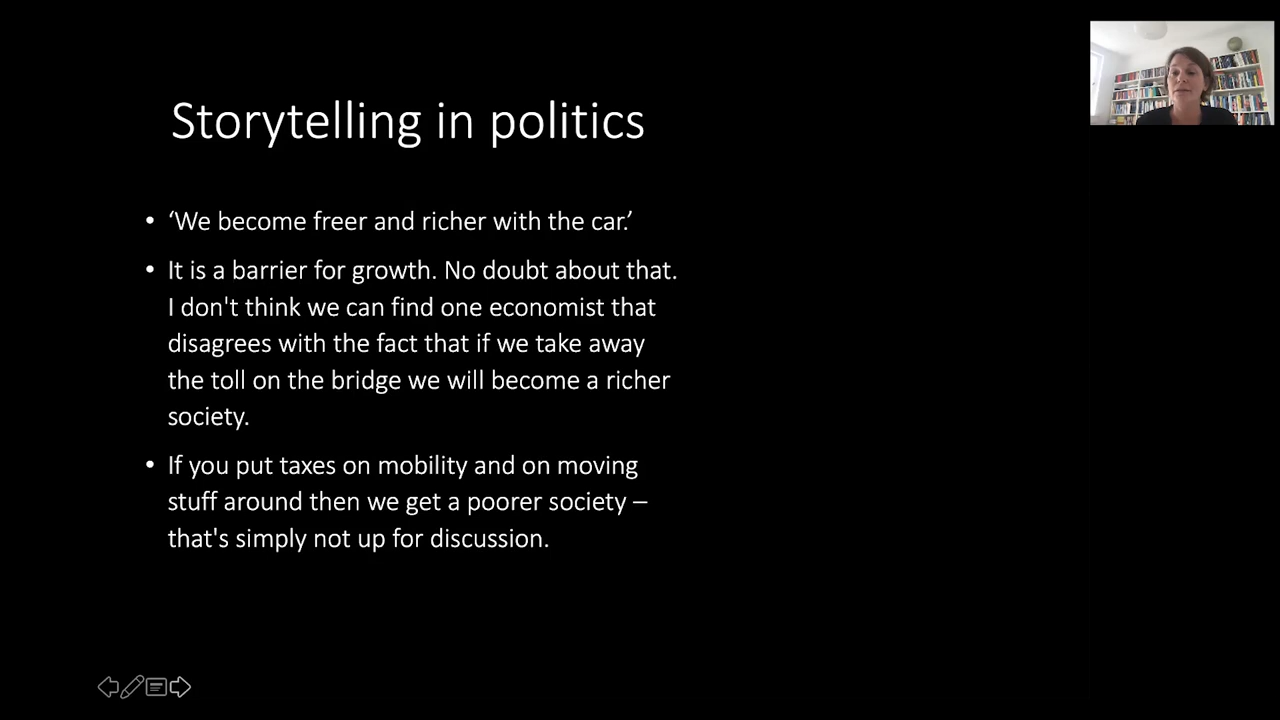 Storytelling in politics
• ‘We become freer and richer with the car.’
• It is a barrier for growth. No doubt about that.
I don't think we can find one economist that
disagrees with the fact that if we take away
the toll on the bridge we will become a richer
society.
• If you put taxes on mobility and on moving
stuff around then we get a poorer society –
that's simply not up for discussion.